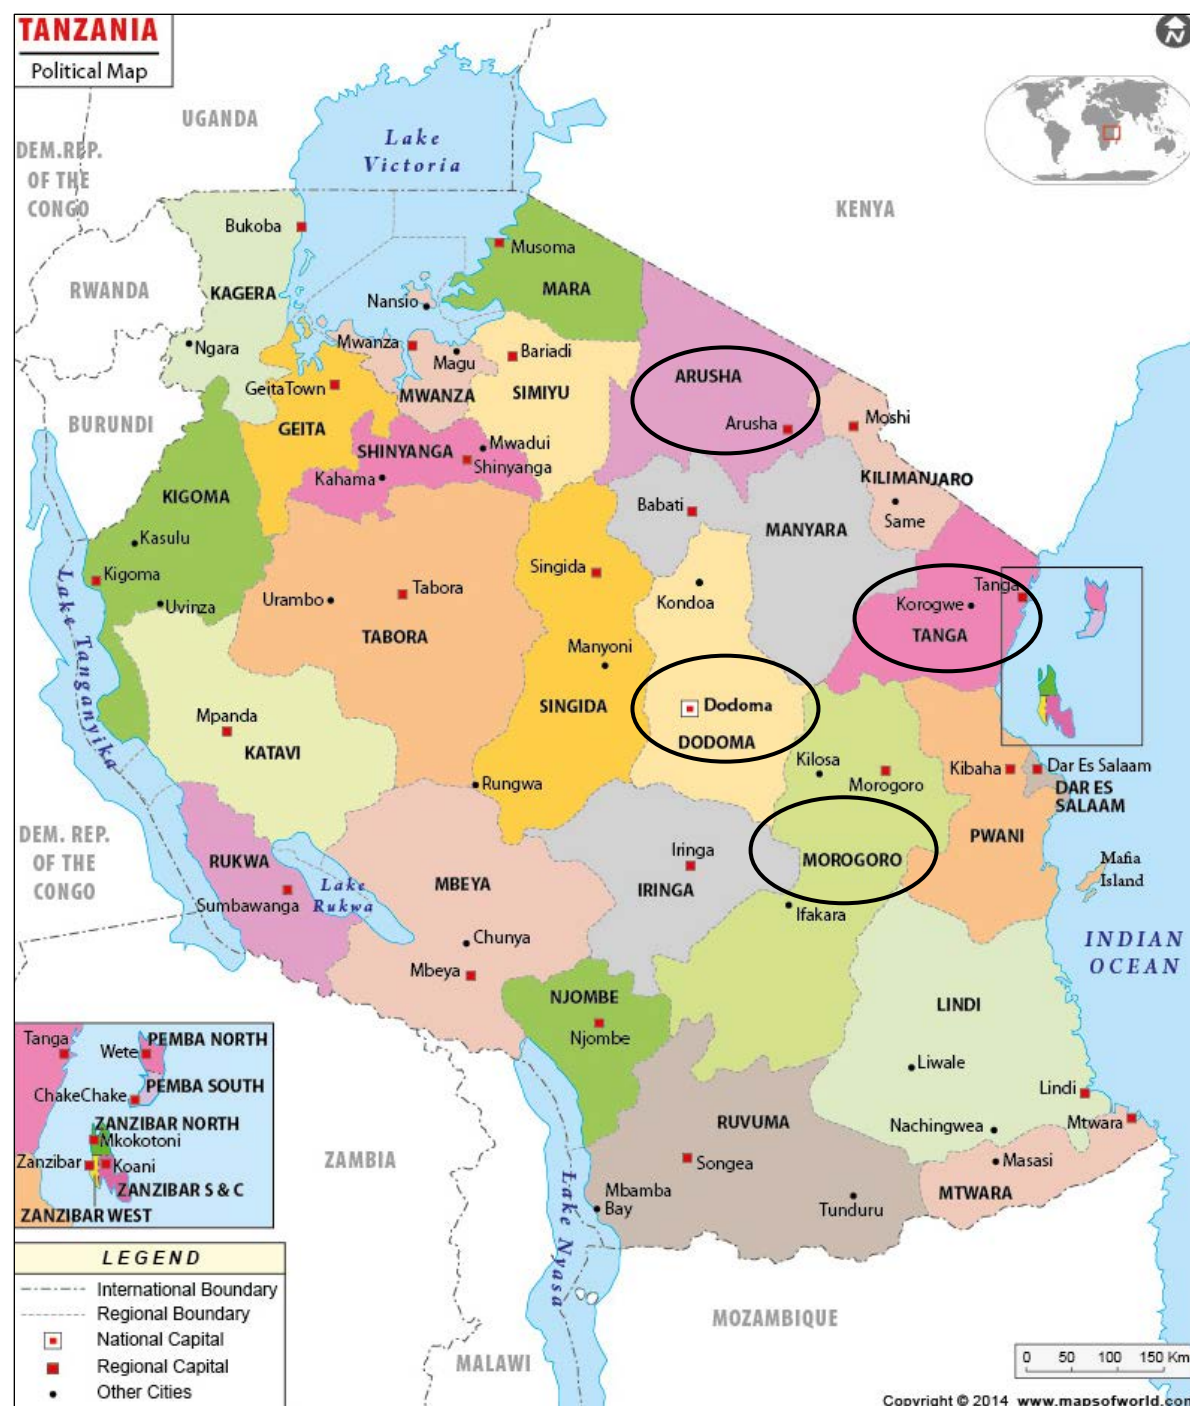 TANZANIA
Political Map
N
UGANDA
DEM.REP.
OF THE
CONGO
Lake
Victoria
KENYA
Bukoba
Musoma
RWANDA
KAGERA
MARA
Nansio
Ngara
Mwanza
Magu
Bariadi
ARUSHA
GeitaTown
MWANZA
SIMIYU
BURUNDI
GEITA
Arusha
Moshi
SHINYANGA
Mwadui
Shinyanga
Kahama
KILIMANJARO
KIGOMA
Babati
MANYARA
Same
Kasulu
Kigoma
Singida
Tabora
Kondoa
Tanga
Korogwe
Uvinza
Urambo
TABORA
TANGA
Lake Tanganyika
Manyoni
Mpanda
KATAVI
SINGIDA
Dodoma
DODOMA
Kilosa
Kibaha
Dar Es Salaam
Rungwa
Morogoro
DAR ES
SALAAM
DEM. REP.
OF THE
CONGO
RUKWA
PWANI
Iringa
MOROGORO
Mafia
Island
Lake
Rukwa
MBEYA
IRINGA
Sumbawanga
Ifakara
Chunya
INDIAN
OCEAN
Mbeya
NJOMBE
LINDI
Njombe
Liwale
Tanga
Wete
PEMBA NORTH
ChakeChake
PEMBA SOUTH
Lindi
ZANZIBAR NORTH
Mkokotoni
RUVUMA
Nachingwea
Mtwara
Zanzibar
Koani
ZAMBIA
Songea
Masasi
ZANZIBAR S & C
Mbamba
Bay
MTWARA
ZANZIBAR WEST
Tunduru
Lake Nyasa
LEGEND
International Boundary
Regional Boundary
National Capital
Regional Capital
Other Cities
MOZAMBIQUE
MALAWI
0 50 100 150 Km
Copyright © 2014 www.mapsofworld.com